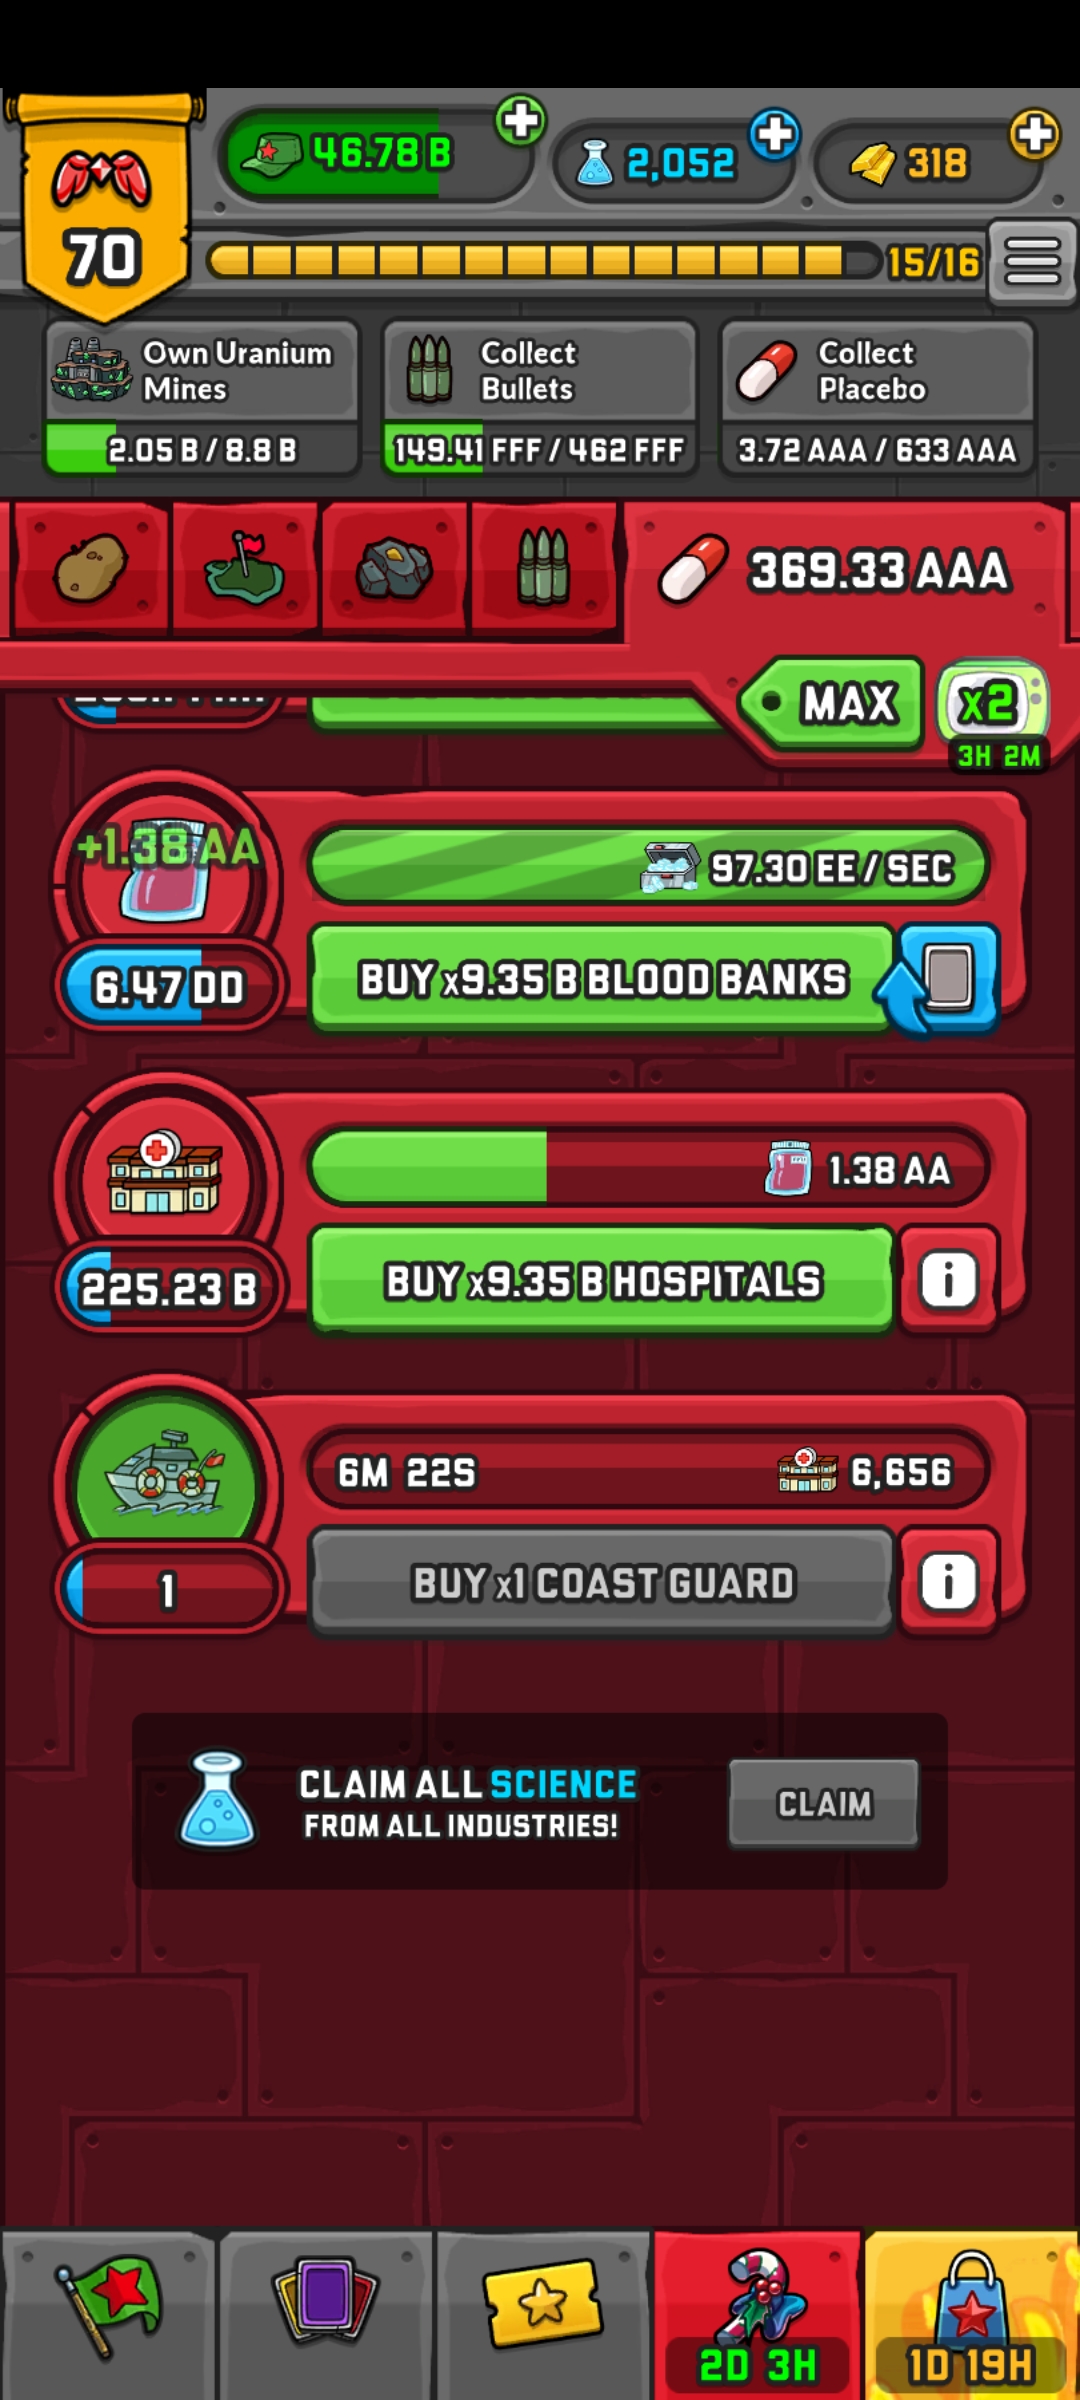 46.78 B
2,052
318
70
15/16
Own Uranium
Mines
2.05 B / 8.8 B
Collect
Bullets
149.41 FFF / 462 FFF
Collect
Placebo
3.72 AAA / 633 AAA
369.33 AAA
MAX
x2
3H 2M
+1.38 AA
97.30 EE / SEC
6.47 DD
BUY x9.35 B BLOOD BANKS
1.38 AA
225.23 B
BUY x9.35 B HOSPITALS
i
6M 22S
6,656
1
BUY x1 COAST GUARD
i
CLAIM ALL SCIENCE
FROM ALL INDUSTRIES!
CLAIM
2D 3H
1D 19H